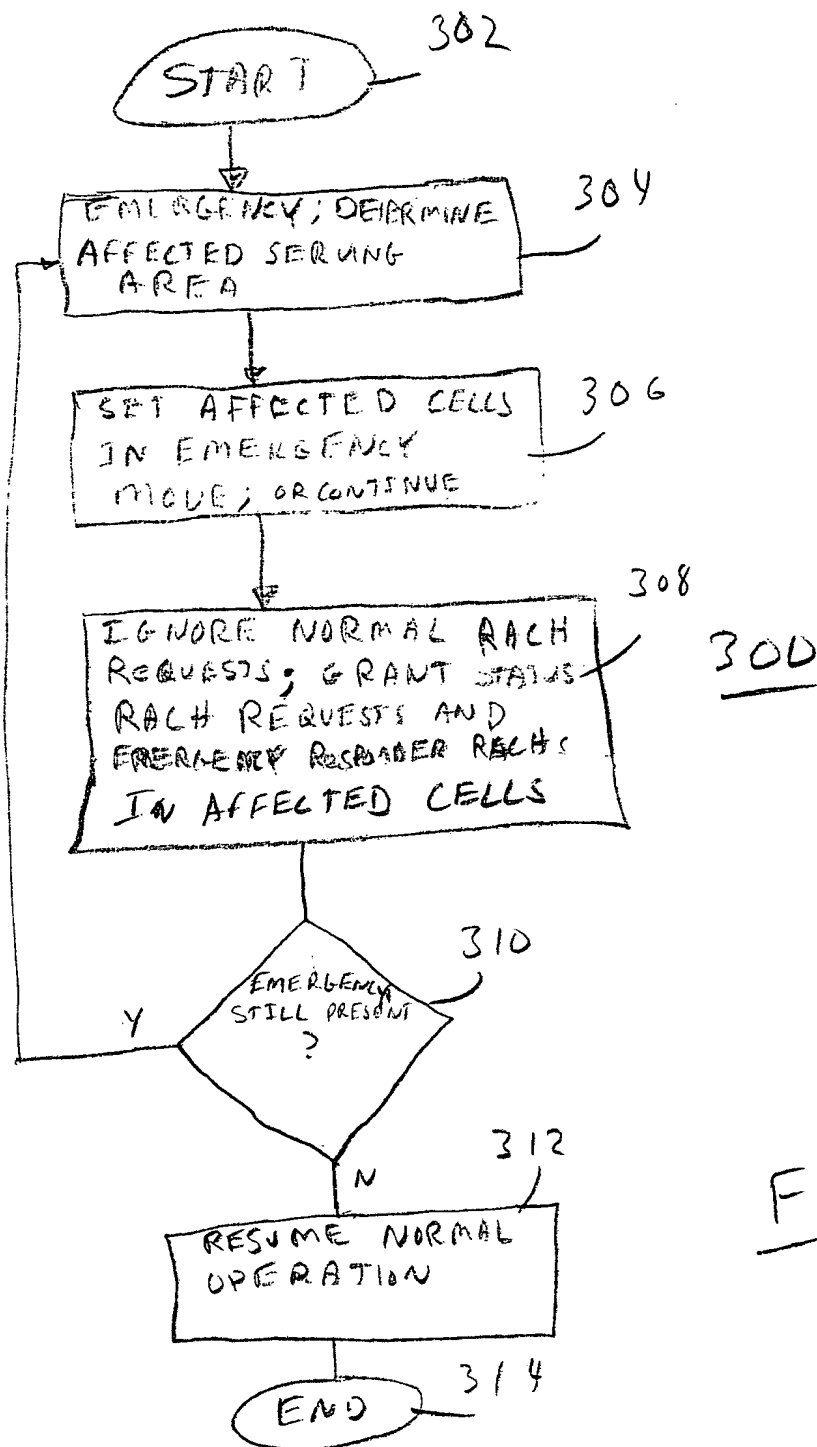 302
START
304
EMERGENCY; DETERMINE
AFFECTED SERVING
AREA
306
SET AFFECTED CELLS
IN EMERGENCY
MODE; OR CONTINUE
308
IGNORE NORMAL RACH
REQUESTS; GRANT STATUS
RACH REQUESTS AND
EMERGENCY RESPONDER RACHS
IN AFFECTED CELLS
300
310
EMERGENCY
STILL PRESENT
?
Y
N
312
RESUME NORMAL
OPERATION
F
314
END